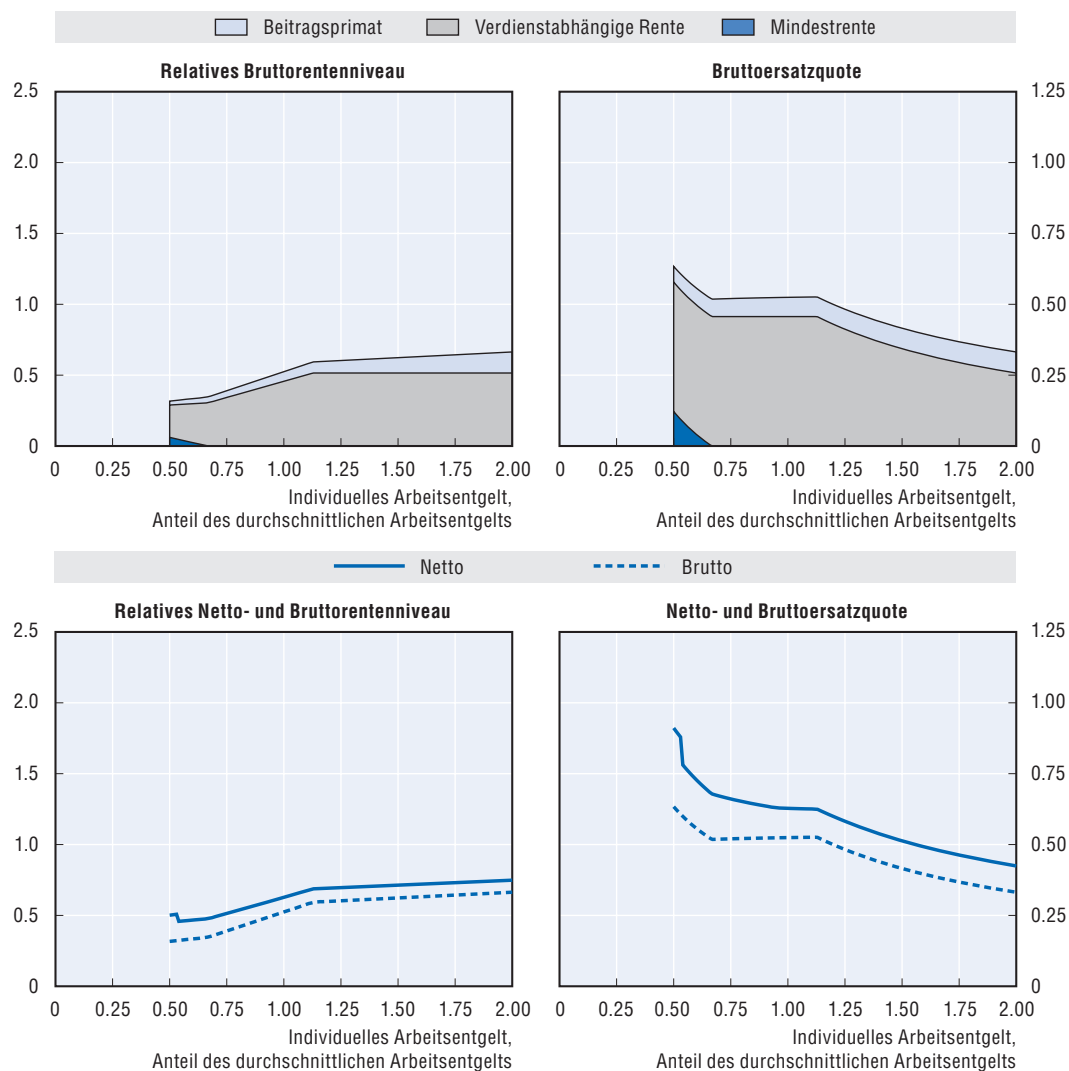 Beitragsprimat Verdienstabhängige Rente Mindestrente
Relatives Bruttorentenniveau
2.5
2.0
1.5
1.0
0.5
0
0 0.25 0.50 0.75 1.00 1.25 1.50 1.75 2.00
Individuelles Arbeitsentgelt,
Anteil des durchschnittlichen Arbeitsentgelts
Bruttoersatzquote
1.25
1.00
0.75
0.50
0.25
0
0 0.25 0.50 0.75 1.00 1.25 1.50 1.75 2.00
Individuelles Arbeitsentgelt,
Anteil des durchschnittlichen Arbeitsentgelts
Netto Brutto
Relatives Netto- und Bruttorentenniveau
2.5
2.0
1.5
1.0
0.5
0
0 0.25 0.50 0.75 1.00 1.25 1.50 1.75 2.00
Individuelles Arbeitsentgelt,
Anteil des durchschnittlichen Arbeitsentgelts
Netto- und Bruttoersatzquote
1.25
1.00
0.75
0.50
0.25
0
0 0.25 0.50 0.75 1.00 1.25 1.50 1.75 2.00
Individuelles Arbeitsentgelt,
Anteil des durchschnittlichen Arbeitsentgelts